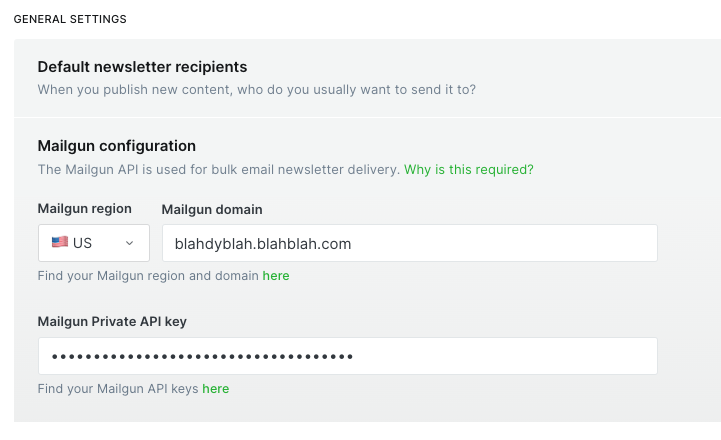 GENERAL SETTINGS
Default newsletter recipients
When you publish new content, who do you usually want to send it to?
Mailgun configuration
The Mailgun API is used for bulk email newsletter delivery. Why is this required?
Mailgun region Mailgun domain
🇺🇸 US blahdyblah.blahblah.com
Find your Mailgun region and domain here
Mailgun Private API key
••••••••••••••••••••••••••••••••••••
Find your Mailgun API keys here